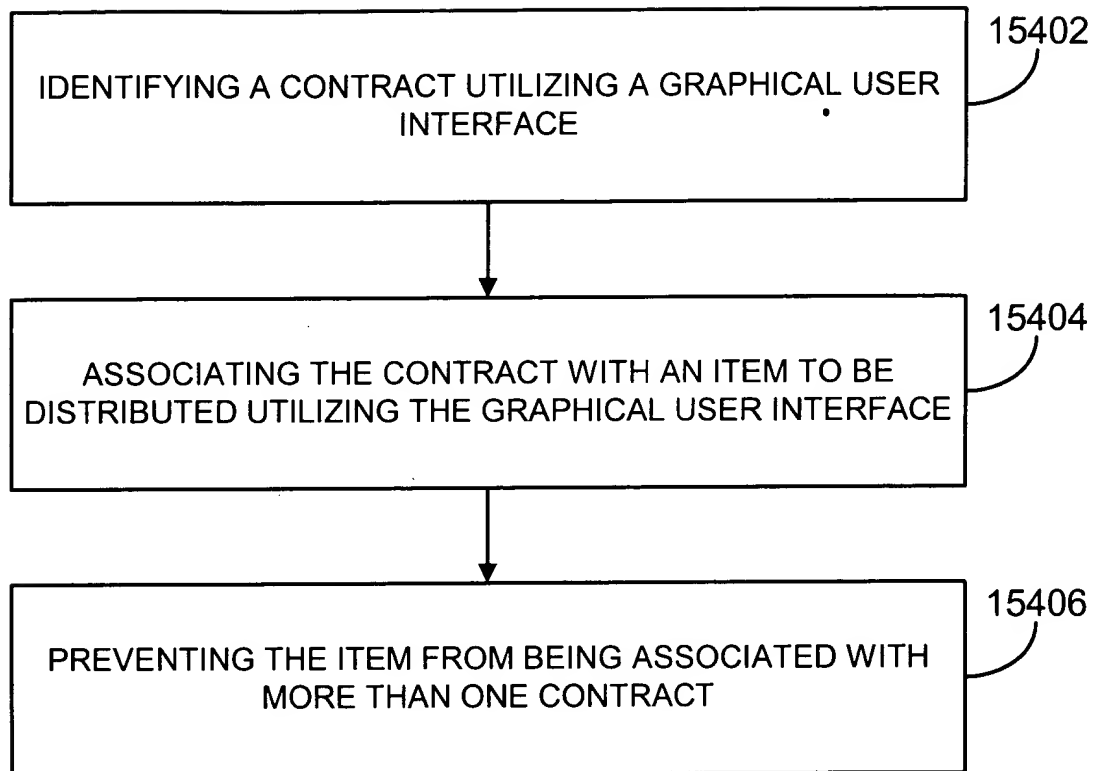 15402
IDENTIFYING A CONTRACT UTILIZING A GRAPHICAL USER
INTERFACE
15404
ASSOCIATING THE CONTRACT WITH AN ITEM TO BE
DISTRIBUTED UTILIZING THE GRAPHICAL USER INTERFACE
15406
PREVENTING THE ITEM FROM BEING ASSOCIATED WITH
MORE THAN ONE CONTRACT